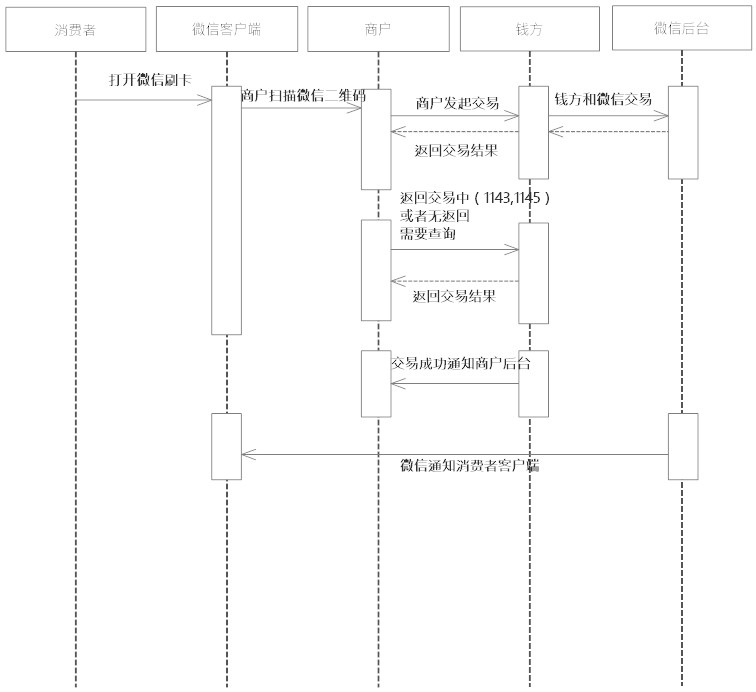 消费者
微信客户端
商户
钱方
微信后台
打开微信刷卡
商户扫描微信二维码
商户发起交易
钱方和微信交易
返回交易结果
返回交易中（1143,1145）
或者无返回
需要查询
返回交易结果
交易成功通知商户后台
微信通知消费者客户端